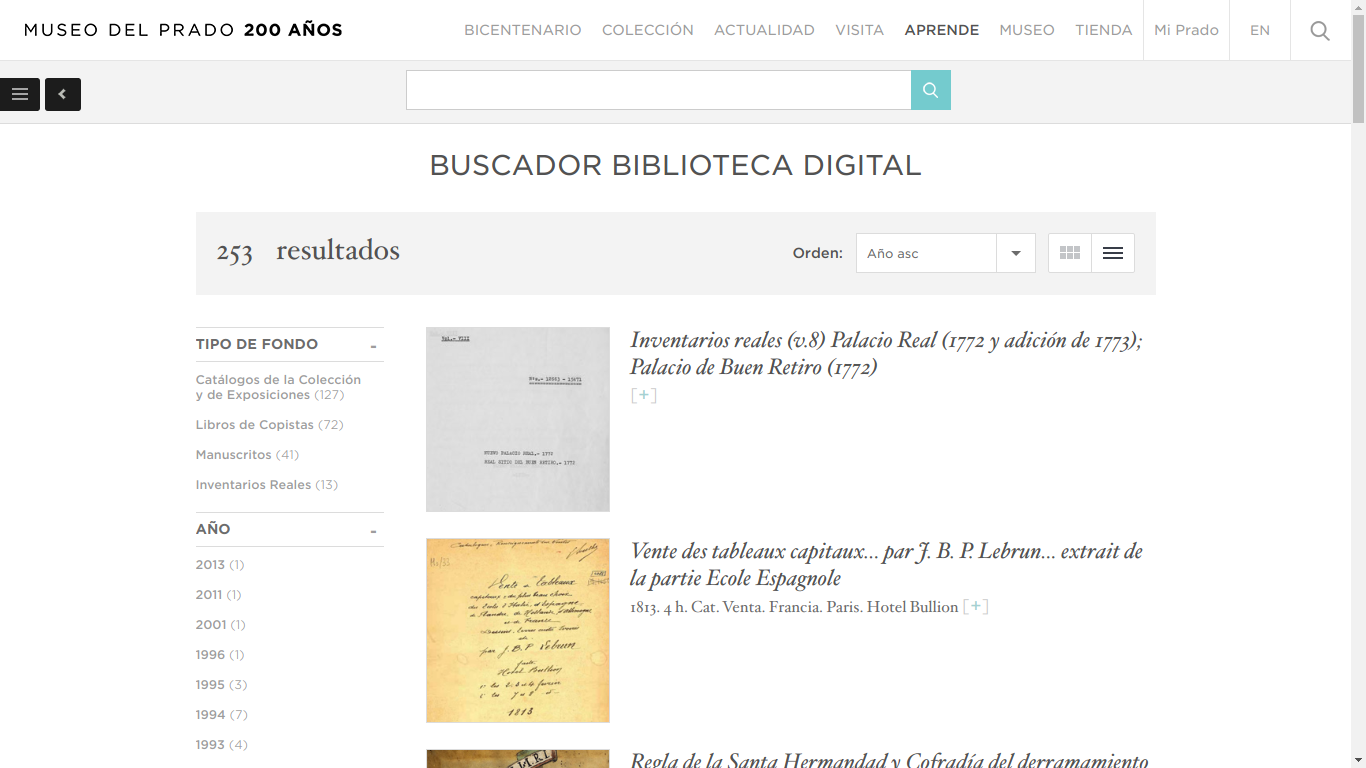 MUSEO DEL PRADO 200 AÑOS
BICENTENARIO COLECCIÓN ACTUALIDAD VISITA APRENDE MUSEO TIENDA Mi Prado EN
BUSCADOR BIBLIOTECA DIGITAL
253 resultados
Orden: Año asc
TIPO DE FONDO -
Catálogos de la Colección
y de Exposiciones (127)
Libros de Copistas (72)
Manuscritos (41)
Inventarios Reales (13)
AÑO -
2013 (1)
2011 (1)
2001 (1)
1996 (1)
1995 (3)
1994 (7)
1993 (4)
Vol.- VIII
NUEVO PALACIO REAL.- 1772
REAL SITIO DEL BUEN RETIRO.- 1772
Inventarios reales (v.8) Palacio Real (1772 y adición de 1773);
Palacio de Buen Retiro (1772)
[+]
par J. B. P Lebrun
Hotel Bullion
1813
Vente des tableaux capitaux... par J. B. P. Lebrun... extrait de
la partie Ecole Espagnole
1813. 4 h. Cat. Venta. Francia. Paris. Hotel Bullion [+]
Regla de la Santa Hermandad y Cofradía del derramamiento